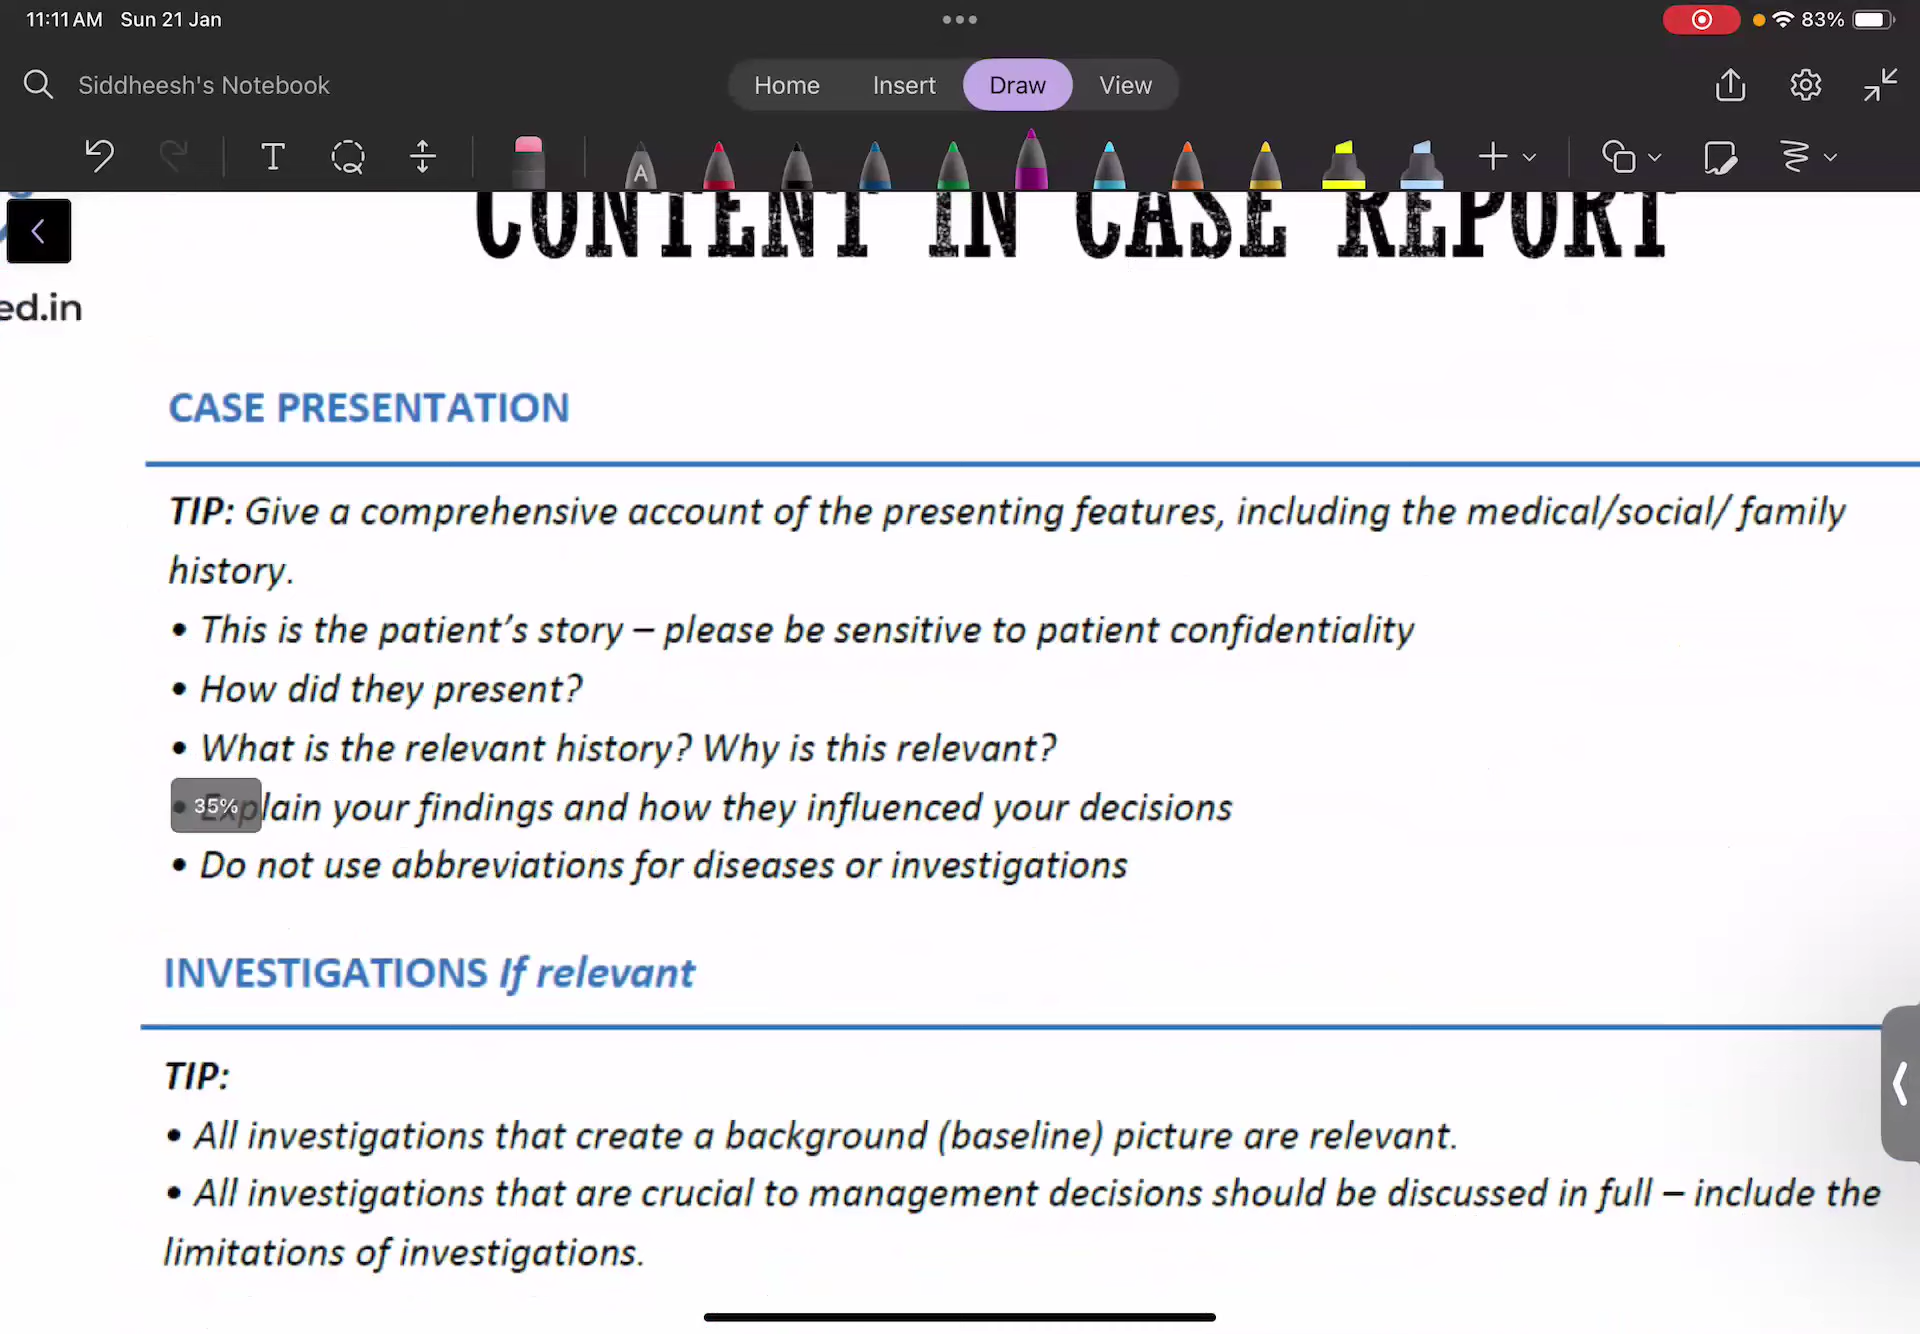 11:11 AM Sun 21 Jan
83%
Siddheesh's Notebook
Home Insert Draw View
T
A
CONTENT IN CASE REPORT
ed.in
CASE PRESENTATION
TIP: Give a comprehensive account of the presenting features, including the medical/social/ family
history.
• This is the patient's story – please be sensitive to patient confidentiality
• How did they present?
• What is the relevant history? Why is this relevant?
35%
• Explain your findings and how they influenced your decisions
• Do not use abbreviations for diseases or investigations
INVESTIGATIONS If relevant
TIP:
• All investigations that create a background (baseline) picture are relevant.
• All investigations that are crucial to management decisions should be discussed in full – include the
limitations of investigations.